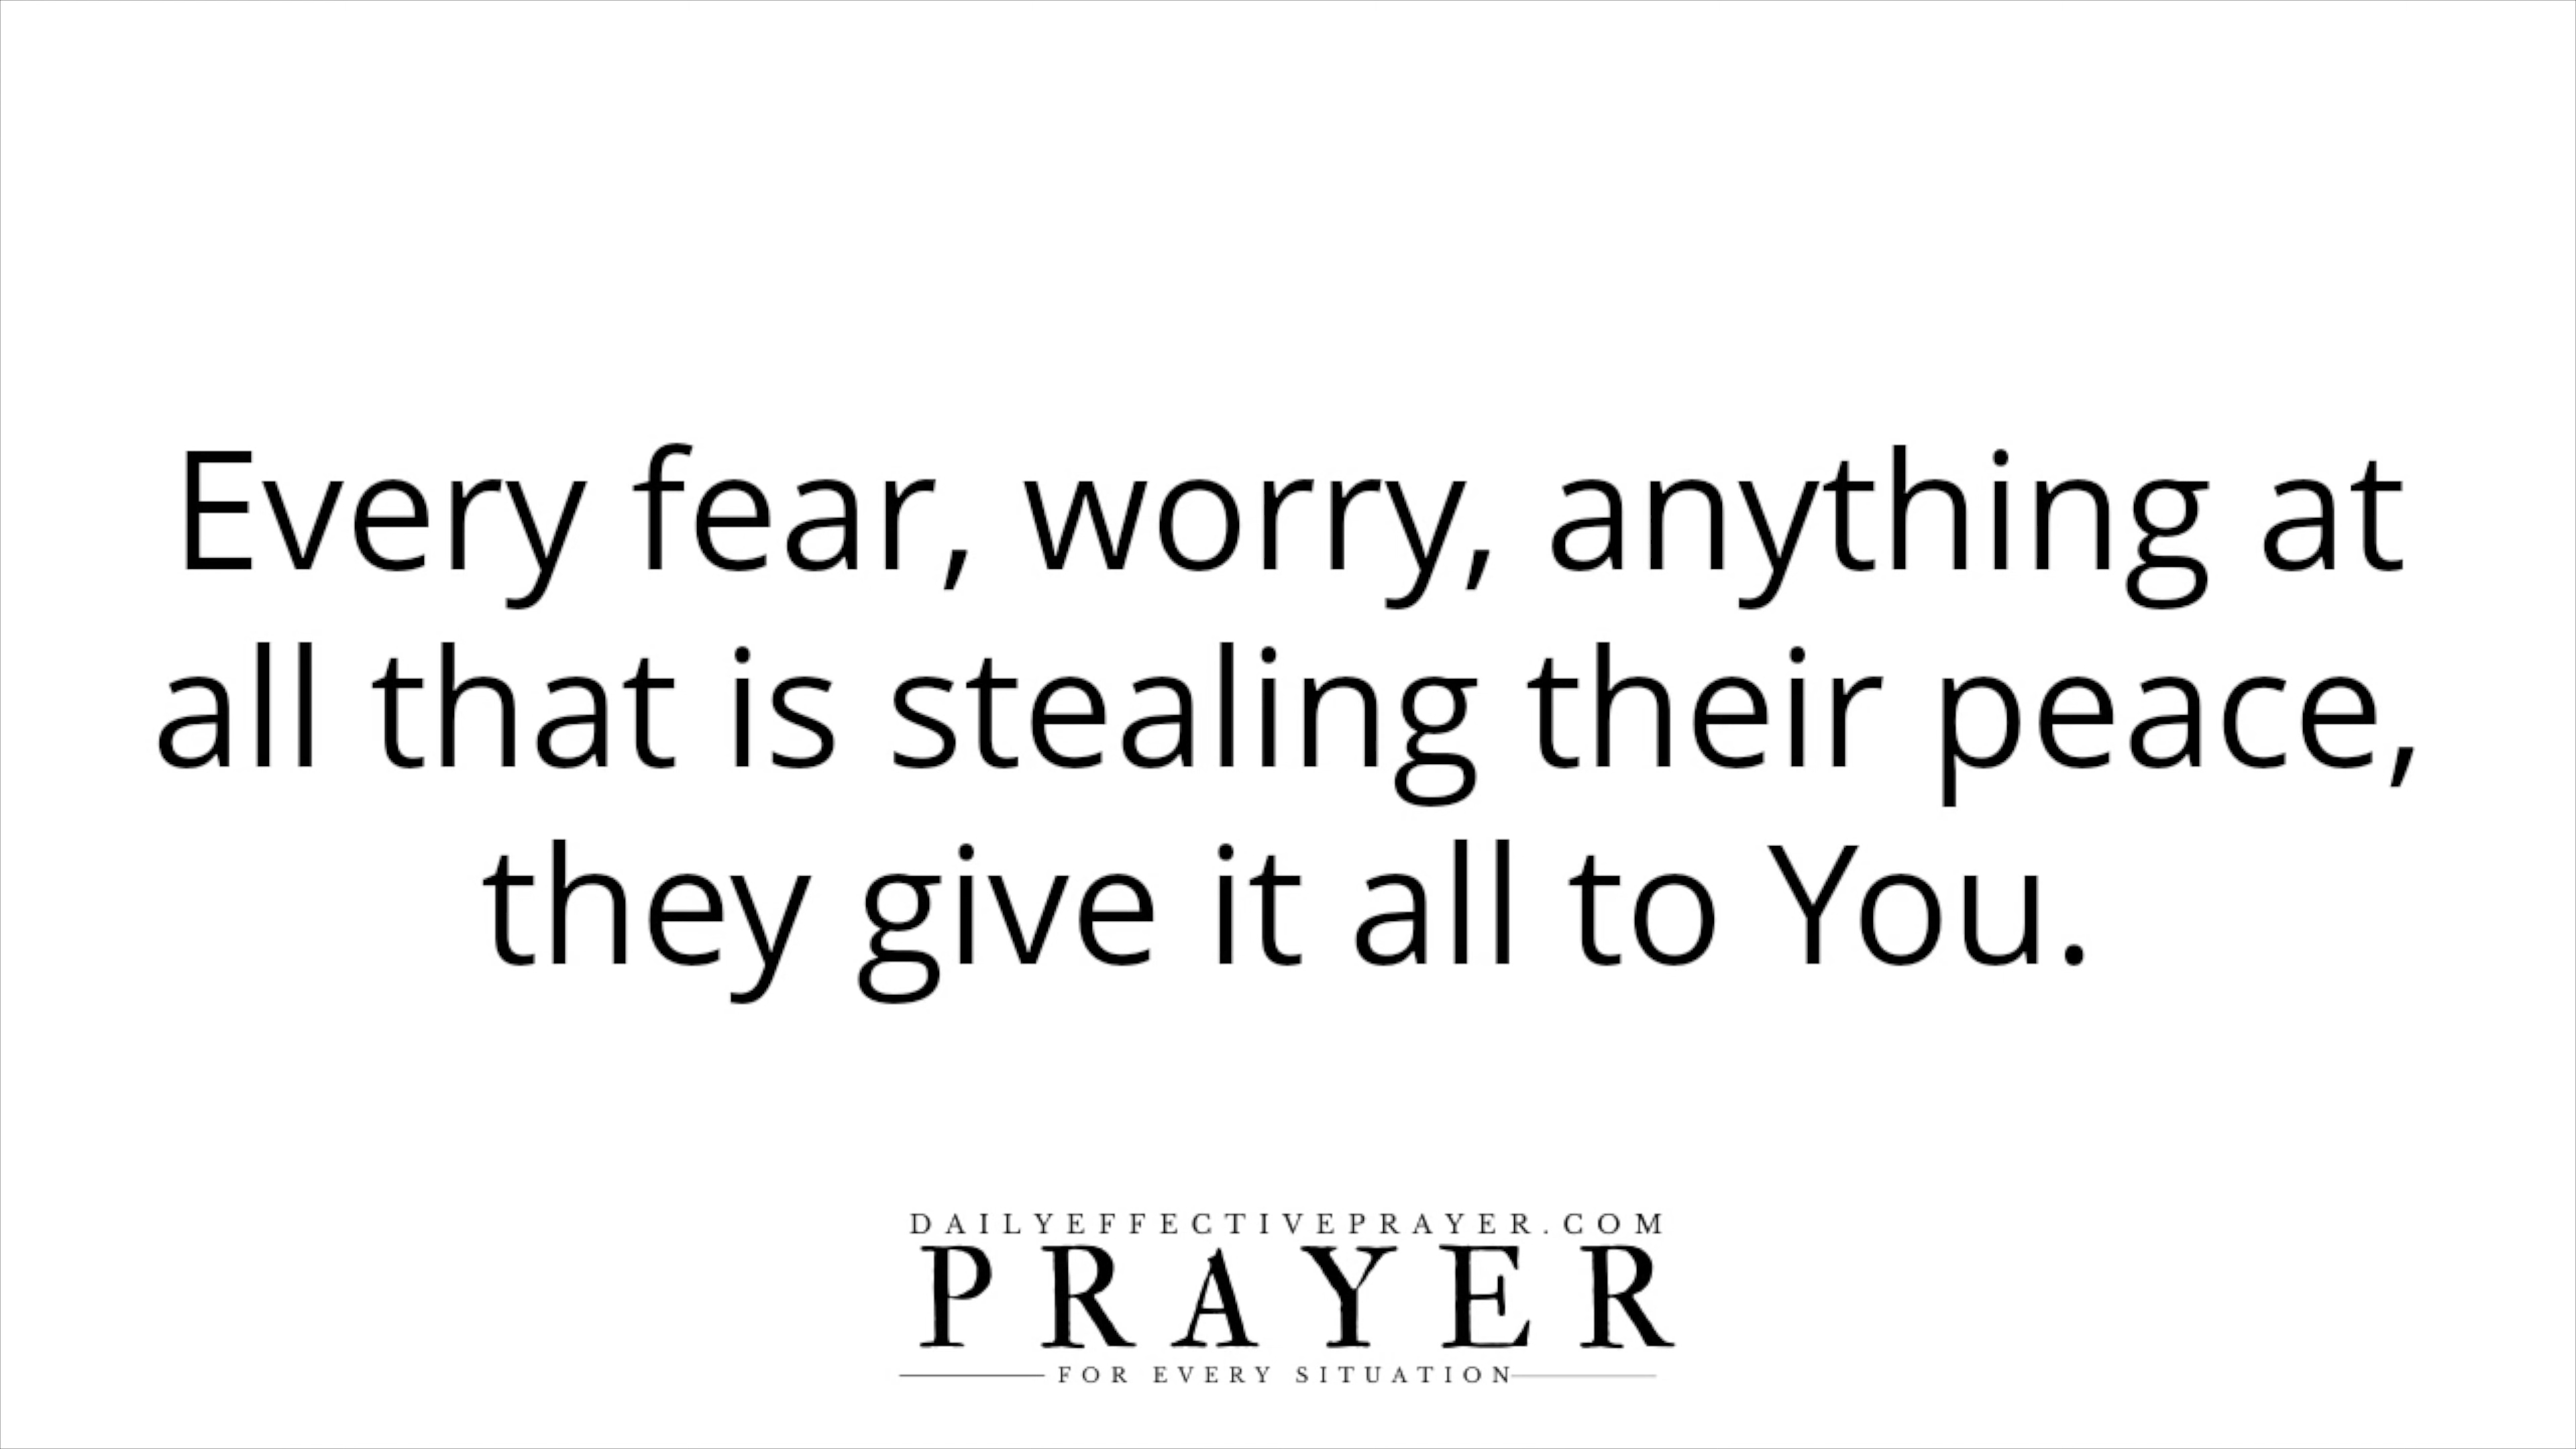 Every fear, worry, anything at
all that is stealing their peace,
they give it all to You.
DAILYEFFECTIVEPRAYER.COM
PRAYER
FOR EVERY SITUATION